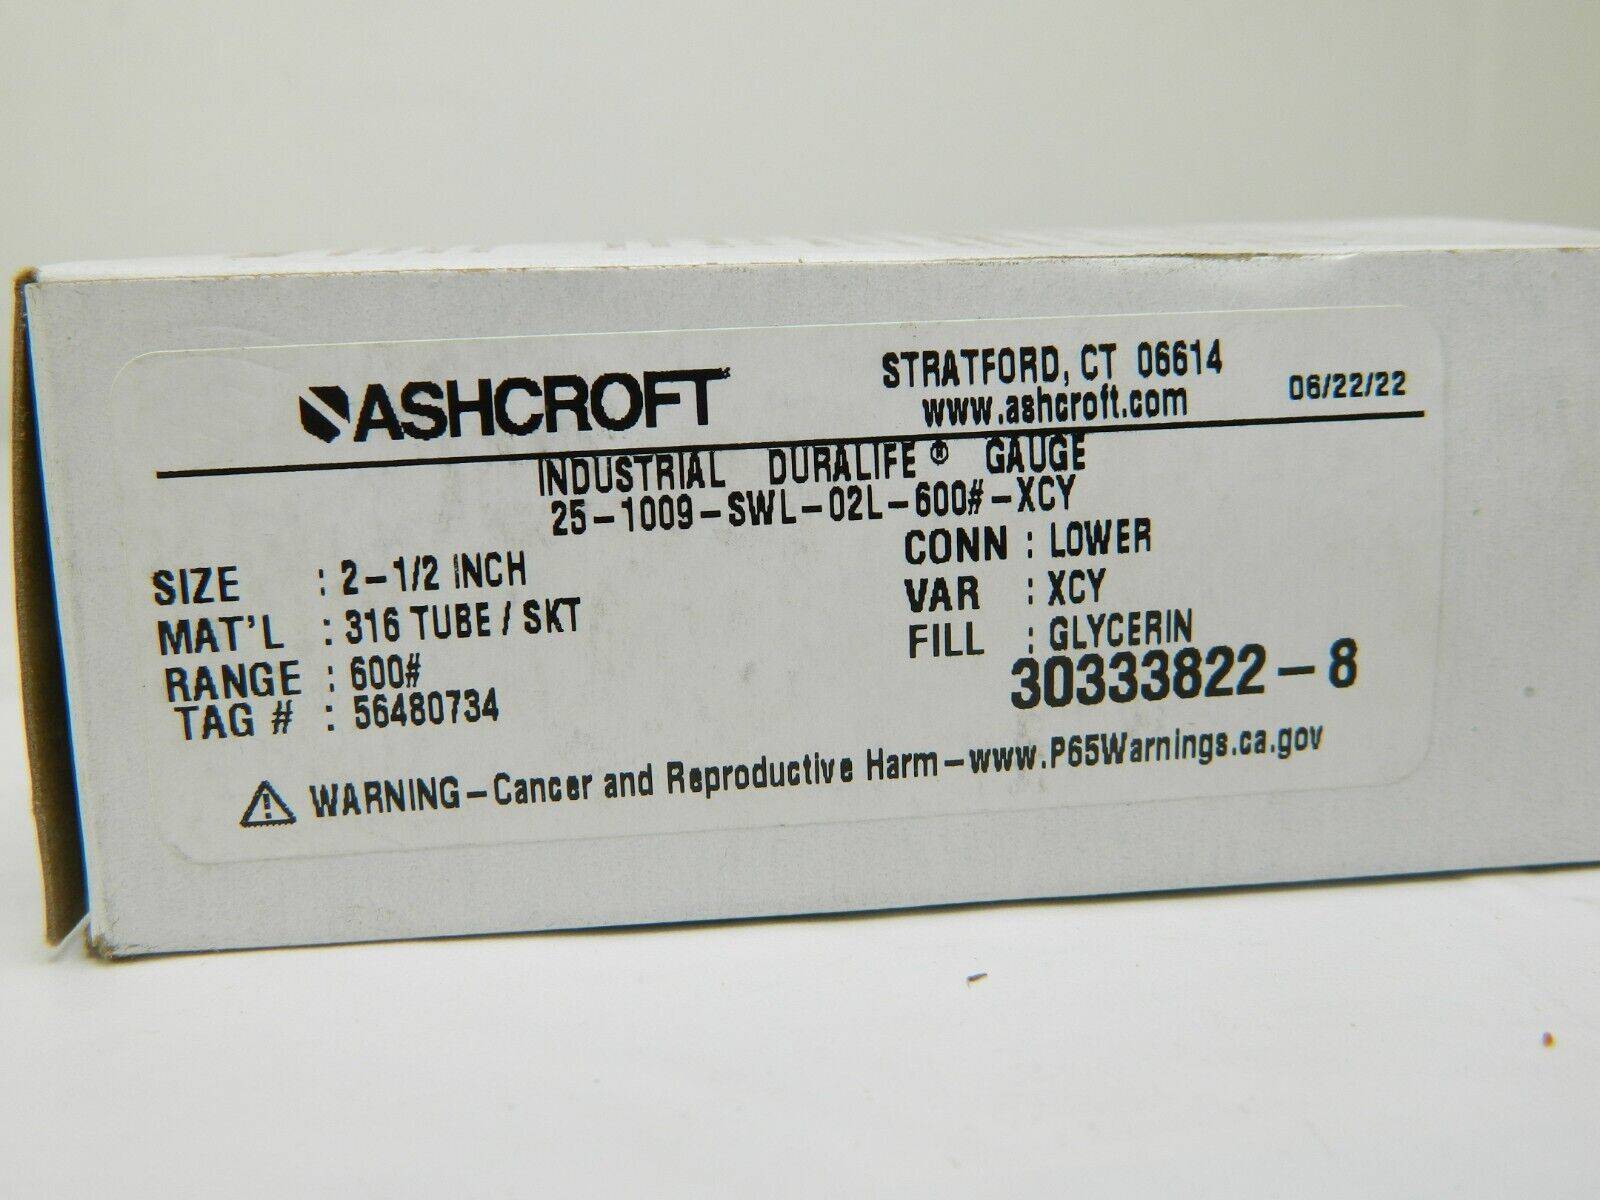 ASHCROFT
STRATFORD, CT 06614
www.ashcroft.com
06/22/22
INDUSTRIAL DURALIFE® GAUGE
25-1009-SWL-02L-600#-XCY
SIZE : 2-1/2 INCH
MAT'L : 316 TUBE / SKT
RANGE : 600#
TAG # : 56480734
CONN : LOWER
VAR : XCY
FILL : GLYCERIN
30333822-8
WARNING-Cancer and Reproductive Harm-www.P65Warnings.ca.gov